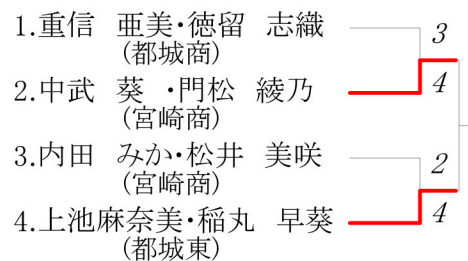 1.重信 亜美・徳留 志織
(都城商)
3
2.中武 葵 ・門松 綾乃
(宮崎商)
4
3.内田 みか・松井 美咲
(宮崎商)
2
4.上池麻奈美・稲丸 早葵
(都城東)
4